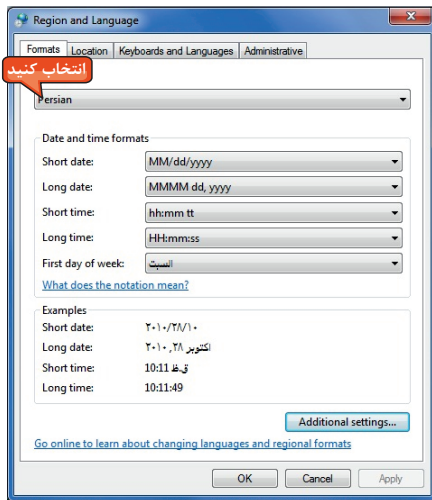 Region and Language
Formats Location Keyboards and Languages Administrative
انتخاب کنید
Persian
Date and time formats
Short date: MM/dd/yyyy
Long date: MMMM dd, yyyy
Short time: hh:mm tt
Long time: HH:mm:ss
First day of week: السبت
What does the notation mean?
Examples
Short date: ۲۰۱۰/۲۸/۱۰
Long date: اکتوبر ۲۸, ۲۰۱۰
Short time: 10:11 ق.ظ
Long time: 10:11:49
Additional settings...
Go online to learn about changing languages and regional formats
OK Cancel Apply